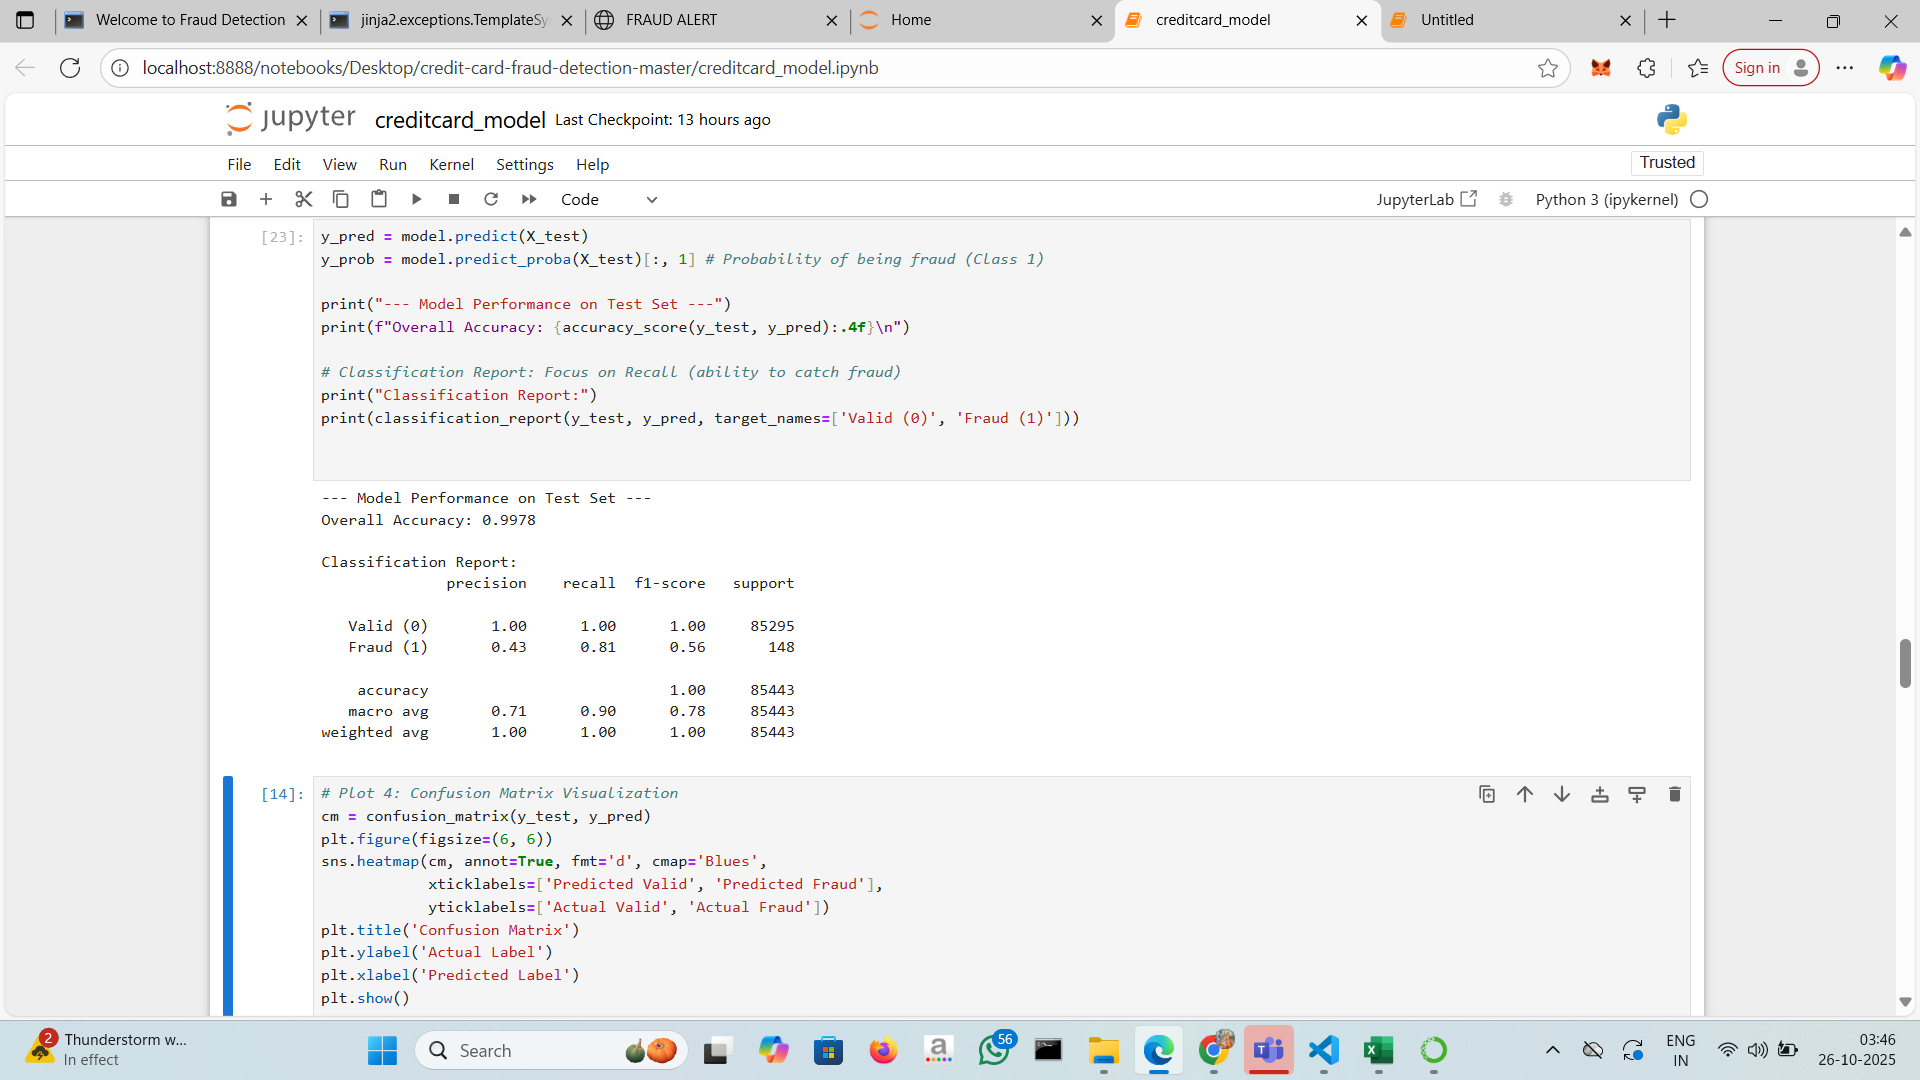 Welcome to Fraud Detection
jinja2.exceptions.TemplateSy
FRAUD ALERT
Home
creditcard_model
Untitled
localhost:8888/notebooks/Desktop/credit-card-fraud-detection-master/creditcard_model.ipynb
Sign in
jupyter creditcard_model Last Checkpoint: 13 hours ago
File Edit View Run Kernel Settings Help
Trusted
Code
JupyterLab
Python 3 (ipykernel)
[23]:
y_pred = model.predict(X_test)
y_prob = model.predict_proba(X_test)[:, 1] # Probability of being fraud (Class 1)
print("--- Model Performance on Test Set ---")
print(f"Overall Accuracy: {accuracy_score(y_test, y_pred):.4f}\n")
# Classification Report: Focus on Recall (ability to catch fraud)
print("Classification Report:")
print(classification_report(y_test, y_pred, target_names=['Valid (0)', 'Fraud (1)']))
--- Model Performance on Test Set ---
Overall Accuracy: 0.9978
Classification Report:
precision recall f1-score support
Valid (0) 1.00 1.00 1.00 85295
Fraud (1) 0.43 0.81 0.56 148
accuracy 1.00 85443
macro avg 0.71 0.90 0.78 85443
weighted avg 1.00 1.00 1.00 85443
[14]:
# Plot 4: Confusion Matrix Visualization
cm = confusion_matrix(y_test, y_pred)
plt.figure(figsize=(6, 6))
sns.heatmap(cm, annot=True, fmt='d', cmap='Blues',
xticklabels=['Predicted Valid', 'Predicted Fraud'],
yticklabels=['Actual Valid', 'Actual Fraud'])
plt.title('Confusion Matrix')
plt.ylabel('Actual Label')
plt.xlabel('Predicted Label')
plt.show()
2
Thunderstorm w...
In effect
Search
a
56
ENG
IN
03:46
26-10-2025